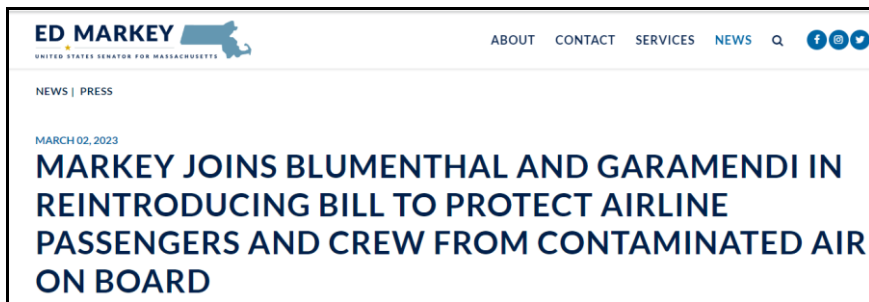 ED MARKEY
UNITED STATES SENATOR FOR MASSACHUSETTS
ABOUT CONTACT SERVICES NEWS
NEWS | PRESS
MARCH 02, 2023
MARKEY JOINS BLUMENTHAL AND GARAMENDI IN
REINTRODUCING BILL TO PROTECT AIRLINE
PASSENGERS AND CREW FROM CONTAMINATED AIR
ON BOARD